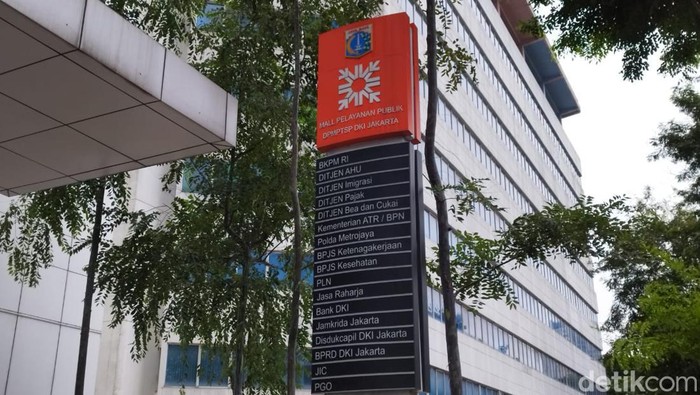 MALL PELAYANAN PUBLIK
DPMPTSP DKI JAKARTA
BKPM RI
DITJEN AHU
DITJEN Imigrasi
DITJEN Pajak
DITJEN Bea dan Cukai
Kementerian ATR / BPN
Polda Metrojaya
BPJS Ketenagakerjaan
BPJS Kesehatan
PLN
Jasa Raharja
Bank DKI
Jamkrida Jakarta
Disdukcapil DKI Jakarta
BPRD DKI Jakarta
JIC
PGO
detikcom